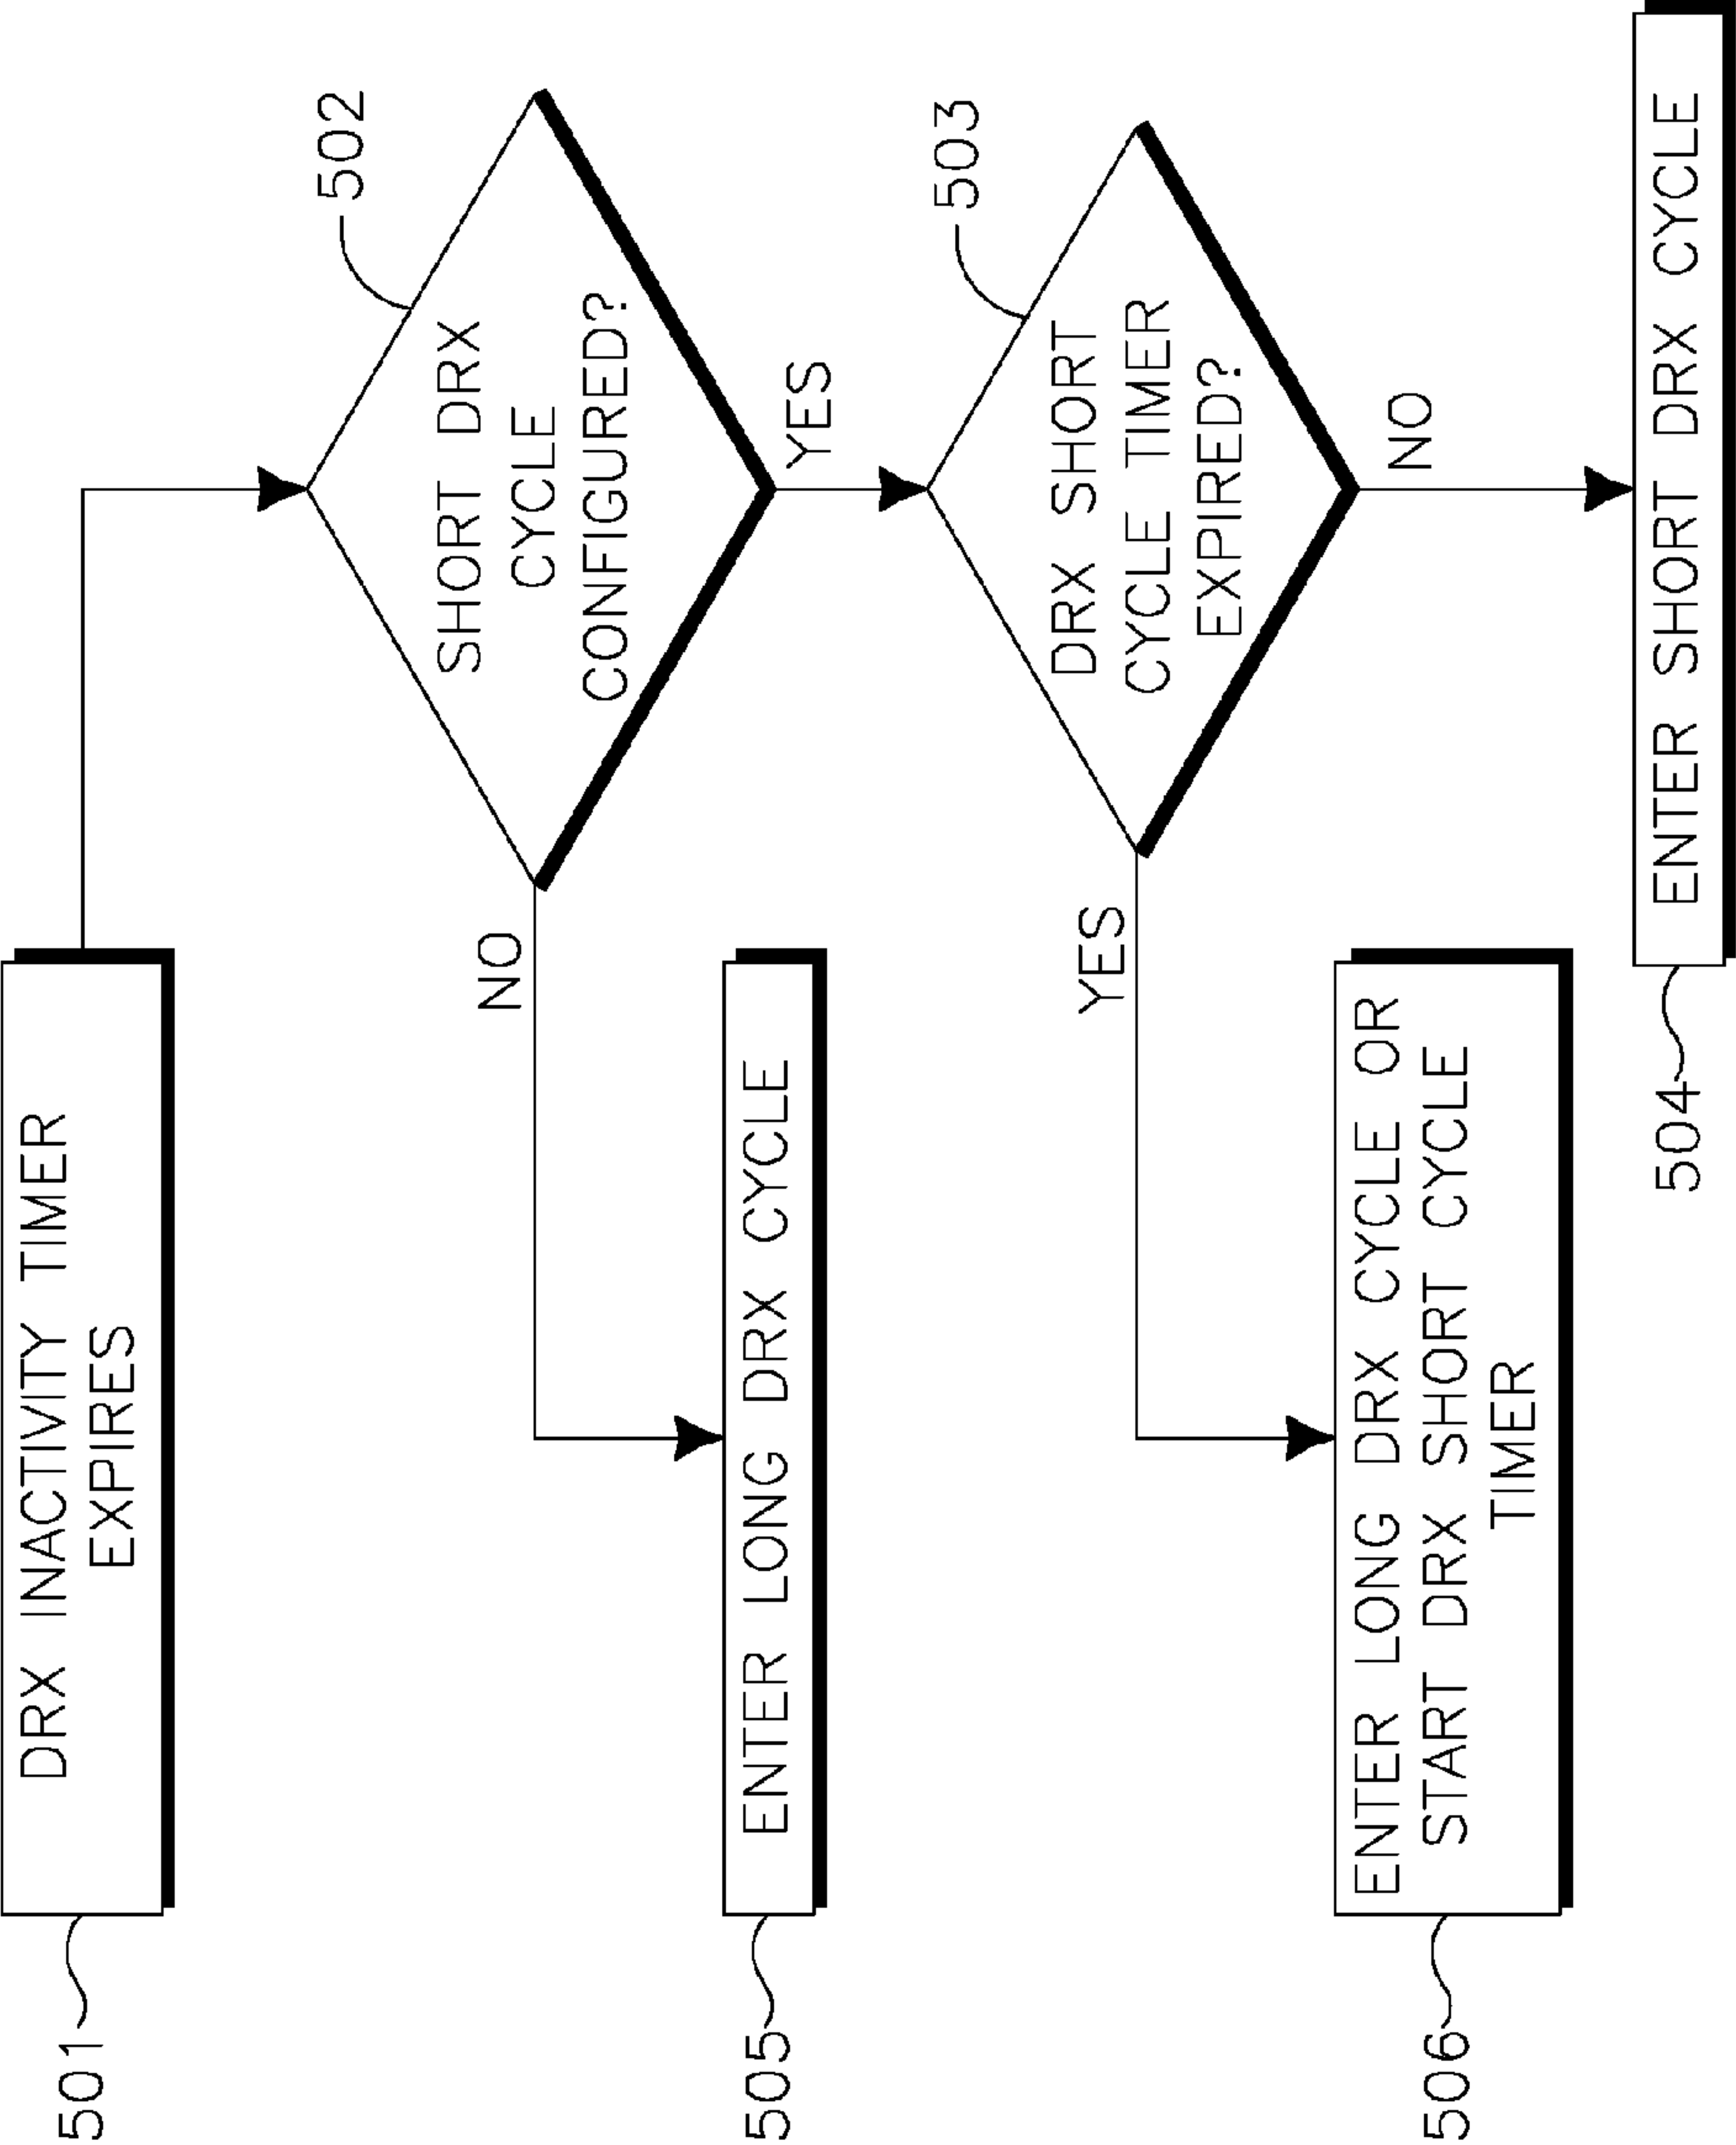 501
DRX INACTIVITY TIMER
EXPIRES
502
SHORT DRX
CYCLE
CONFIGURED?
NO
YES
505
ENTER LONG DRX CYCLE
503
DRX SHORT
CYCLE TIMER
EXPIRED?
YES
NO
506
ENTER LONG DRX CYCLE OR
START DRX SHORT CYCLE
TIMER
504
ENTER SHORT DRX CYCLE